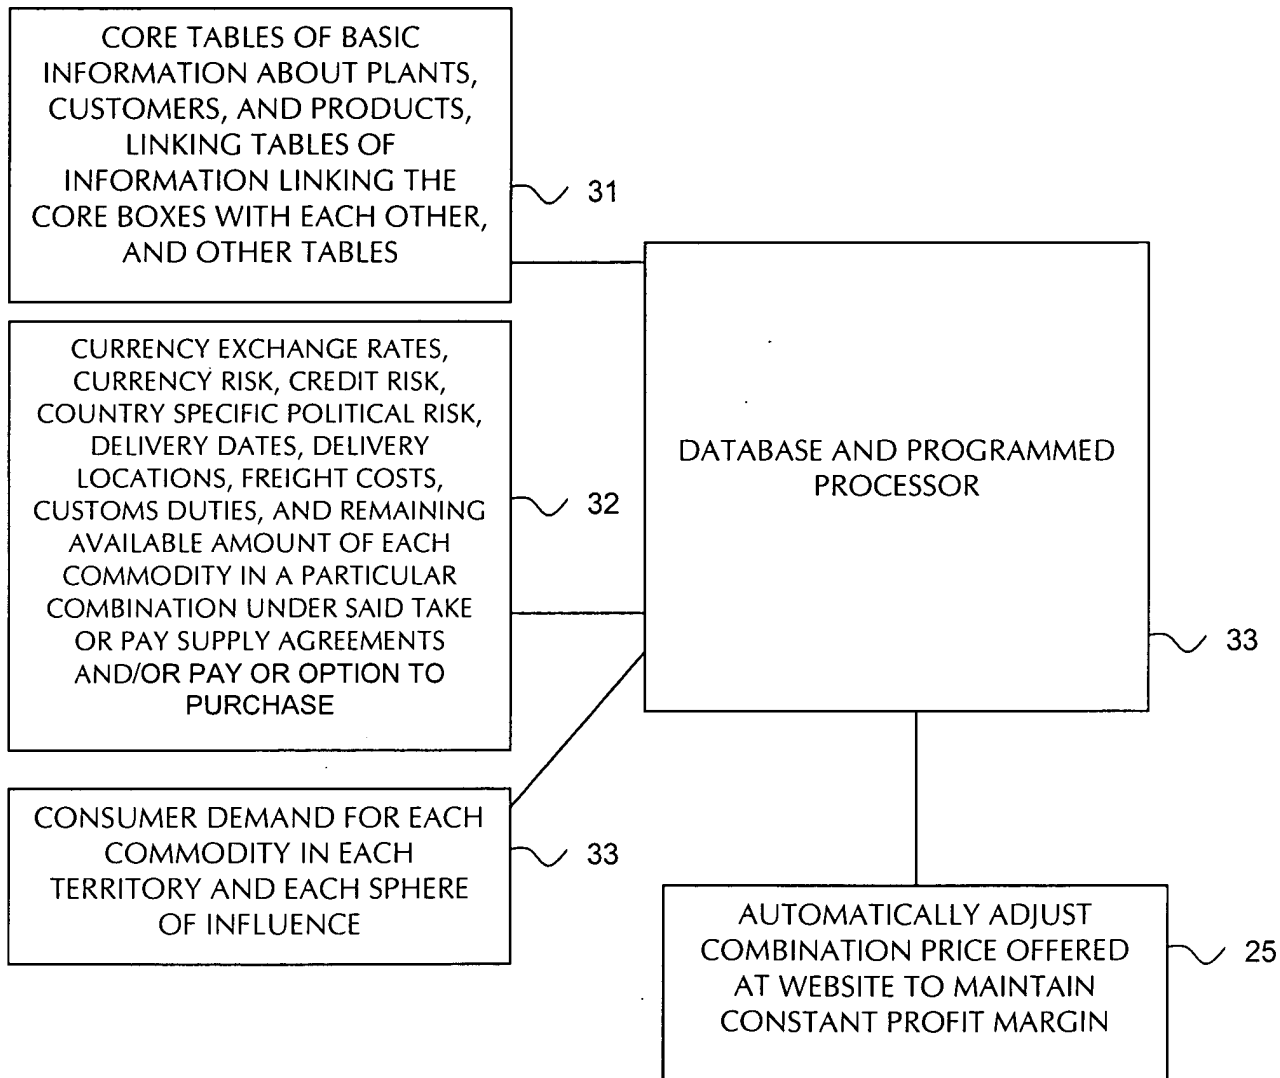 CORE TABLES OF BASIC
INFORMATION ABOUT PLANTS,
CUSTOMERS, AND PRODUCTS,
LINKING TABLES OF
INFORMATION LINKING THE
CORE BOXES WITH EACH OTHER,
AND OTHER TABLES
31
CURRENCY EXCHANGE RATES,
CURRENCY RISK, CREDIT RISK,
COUNTRY SPECIFIC POLITICAL RISK,
DELIVERY DATES, DELIVERY
LOCATIONS, FREIGHT COSTS,
CUSTOMS DUTIES, AND REMAINING
AVAILABLE AMOUNT OF EACH
COMMODITY IN A PARTICULAR
COMBINATION UNDER SAID TAKE
OR PAY SUPPLY AGREEMENTS
AND/OR PAY OR OPTION TO
PURCHASE
32
CONSUMER DEMAND FOR EACH
COMMODITY IN EACH
TERRITORY AND EACH SPHERE
OF INFLUENCE
33
DATABASE AND PROGRAMMED
PROCESSOR
33
AUTOMATICALLY ADJUST
COMBINATION PRICE OFFERED
AT WEBSITE TO MAINTAIN
CONSTANT PROFIT MARGIN
25